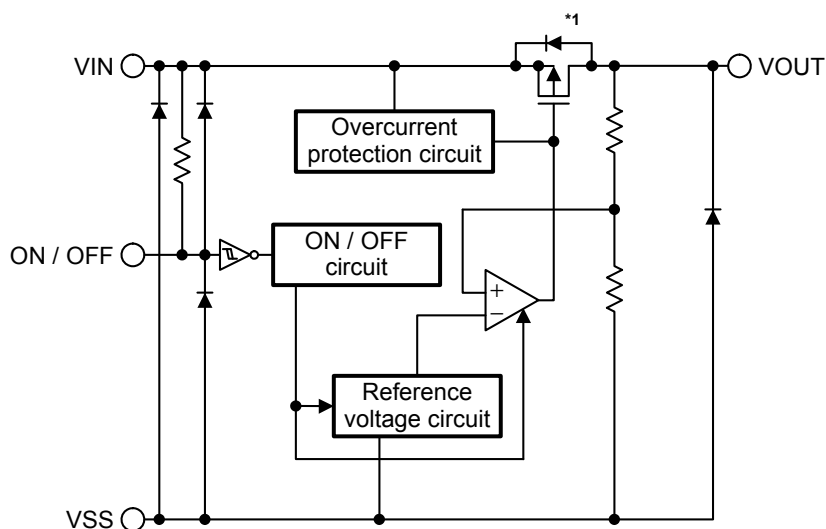 *1
VIN
VOUT
Overcurrent
protection circuit
ON / OFF
ON / OFF
circuit
+
−
Reference
voltage circuit
VSS